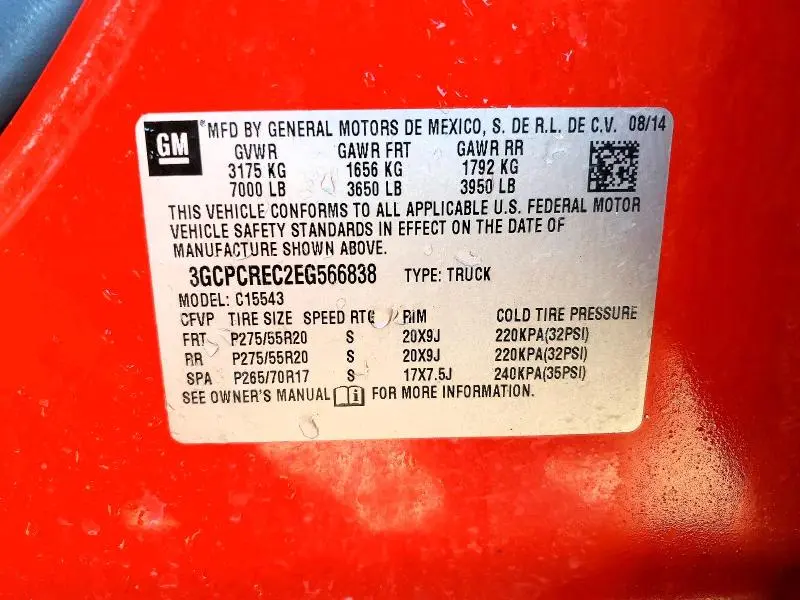 GM ®MFD BY GENERAL MOTORS DE MEXICO, S. DE R.L. DE C.V. 08/14
GVWR GAWR FRT GAWR RR
3175 KG 1656 KG 1792 KG
7000 LB 3650 LB 3950 LB
THIS VEHICLE CONFORMS TO ALL APPLICABLE U.S. FEDERAL MOTOR
VEHICLE SAFETY STANDARDS IN EFFECT ON THE DATE OF
MANUFACTURE SHOWN ABOVE.
3GCPCREC2EG566838 TYPE: TRUCK
MODEL: C15543
CFVP TIRE SIZE SPEED RTG RIM COLD TIRE PRESSURE
FRT P275/55R20 S 20X9J 220KPA(32PSI)
RR P275/55R20 S 20X9J 220KPA(32PSI)
SPA P265/70R17 S 17X7.5J 240KPA(35PSI)
SEE OWNER'S MANUAL FOR MORE INFORMATION.